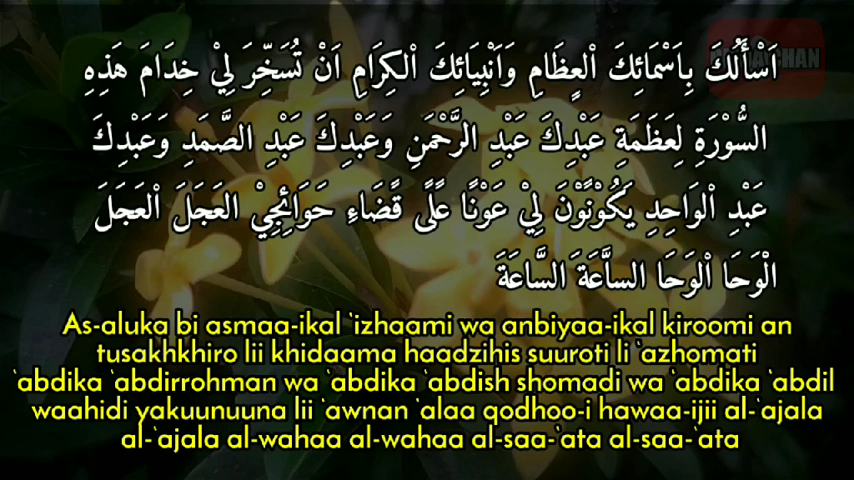 اَسْأَلُكَ بِاَسْمَائِكَ الْعِظَامِ وَاَنْبِيَائِكَ الْكِرَامِ اَنْ تُسَخِّرَ لِيْ خِدَامَ هَذِهِ
السُّوْرَةِ لِعَظَمَةِ عَبْدِكَ عَبْدِ الرَّحْمَنِ وَعَبْدِكَ عَبْدِ الصَّمَدِ وَعَبْدِكَ
عَبْدِ الْوَاحِدِ يَكُوْنُوْنَ لِيْ عَوْنًا عَلَى قَضَاءِ حَوَائِجِيْ الْعَجَلَ الْعَجَلَ
الْوَحَا الْوَحَا السَّاعَةَ السَّاعَةَ
As-aluka bi asmaa-ikal `izhaami wa anbiyaa-ikal kiroomi an
tusakhkhiro lii khidaama haadzihis suuroti li `azhomati
`abdika `abdirrohman wa `abdika `abdish shomadi wa `abdika `abdil
waahidi yakuunuuna lii `awnan `alaa qodhoo-i hawaa-ijii al-`ajala
al-`ajala al-wahaa al-wahaa al-saa-`ata al-saa-`ata